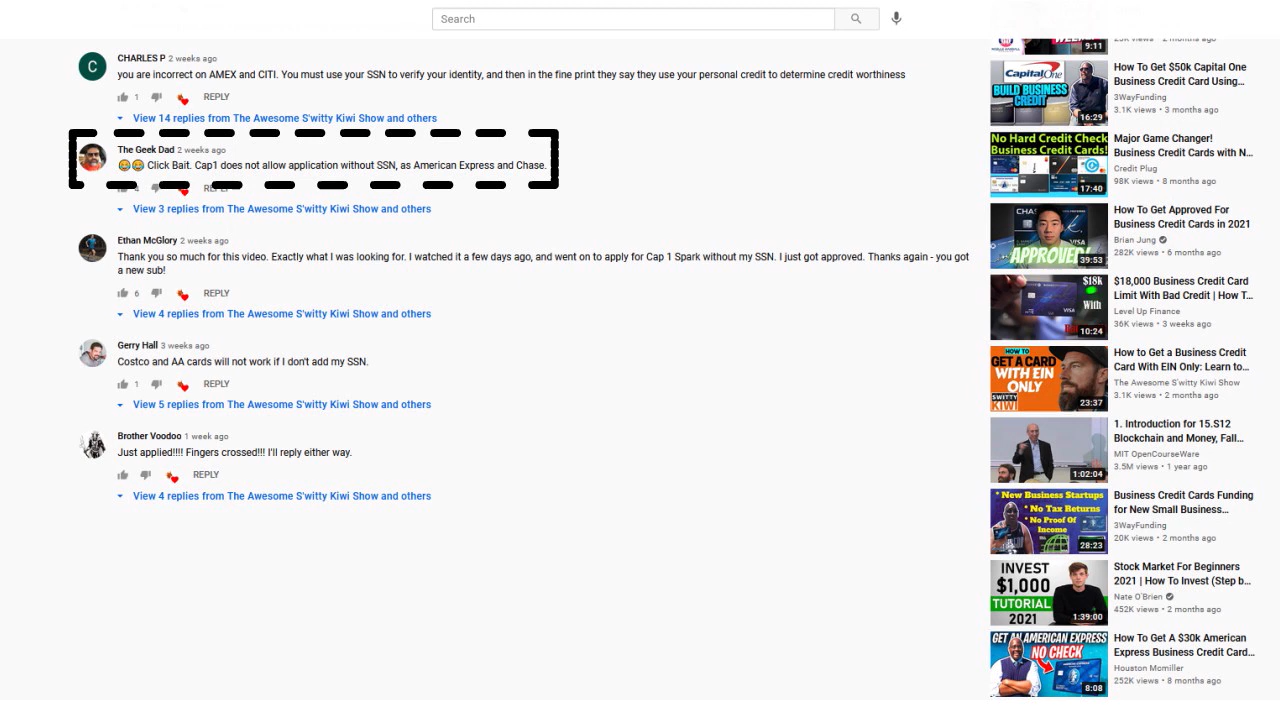 Search
CHARLES P 2 weeks ago
C
you are incorrect on AMEX and CITI. You must use your SSN to verify your identity, and then in the fine print they say they use your personal credit to determine credit worthiness
1 REPLY
View 14 replies from The Awesome S'witty Kiwi Show and others
The Geek Dad 2 weeks ago
😂😂 Click Bait. Cap1 does not allow application without SSN, as American Express and Chase.
4 REPLY
View 3 replies from The Awesome S'witty Kiwi Show and others
Ethan McGlory 2 weeks ago
Thank you so much for this video. Exactly what I was looking for. I watched it a few days ago, and went on to apply for Cap 1 Spark without my SSN. I just got approved. Thanks again - you got
a new sub!
6 REPLY
View 4 replies from The Awesome S'witty Kiwi Show and others
Gerry Hall 3 weeks ago
Costco and AA cards will not work if I don't add my SSN.
1 REPLY
View 5 replies from The Awesome S'witty Kiwi Show and others
Brother Voodoo 1 week ago
Just applied!!!! Fingers crossed!!! I'll reply either way.
REPLY
View 4 replies from The Awesome S'witty Kiwi Show and others
9:11
Capital One
BUILD BUSINESS
CREDIT
16:29
How To Get $50k Capital One
Business Credit Card Using...
3WayFunding
3.1K views • 3 months ago
No Hard Credit Check
Business Credit Cards!
17:40
Major Game Changer!
Business Credit Cards with N...
Credit Plug
98K views • 8 months ago
CHAS
VISA
APPROVED!
39:53
How To Get Approved For
Business Credit Cards in 2021
Brian Jung
282K views • 6 months ago
$18k
With
VISA
10:24
$18,000 Business Credit Card
Limit With Bad Credit | How T...
Level Up Finance
36K views • 3 weeks ago
HOW TO
GET A CARD
WITH EIN
ONLY
SWITTY
KIWI
23:37
How to Get a Business Credit
Card With EIN Only: Learn to...
The Awesome S'witty Kiwi Show
3.1K views • 2 months ago
1:02:04
1. Introduction for 15.S12
Blockchain and Money, Fall...
MIT OpenCourseWare
3.5M views • 1 year ago
* New Business Startups
* No Tax Returns
* No Proof Of
Income
28:23
Business Credit Cards Funding
for New Small Business...
3WayFunding
20K views • 2 months ago
INVEST
$1,000
TUTORIAL
2021
1:39:00
Stock Market For Beginners
2021 | How To Invest (Step b...
Nate O'Brien
452K views • 2 months ago
GET AN AMERICAN EXPRESS
NO CHECK
8:08
How To Get A $30k American
Express Business Credit Card...
Houston Mcmiller
252K views • 8 months ago